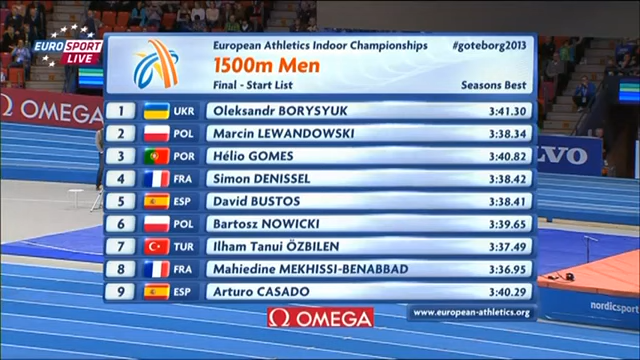 EUROSPORT
LIVE
European Athletics Indoor Championships #goteborg2013
1500m Men
Final - Start List Seasons Best
1 UKR Oleksandr BORYSYUK 3:41.30
2 POL Marcin LEWANDOWSKI 3:38.34
3 POR Hélio GOMES 3:40.82
4 FRA Simon DENISSEL 3:38.42
5 ESP David BUSTOS 3:38.41
6 POL Bartosz NOWICKI 3:39.65
7 TUR Ilham Tanui ÖZBILEN 3:37.49
8 FRA Mahiedine MEKHISSI-BENABBAD 3:36.95
9 ESP Arturo CASADO 3:40.29
Ω OMEGA
www.european-athletics.org
Ω OMEGA
VOLVO
nordicsport